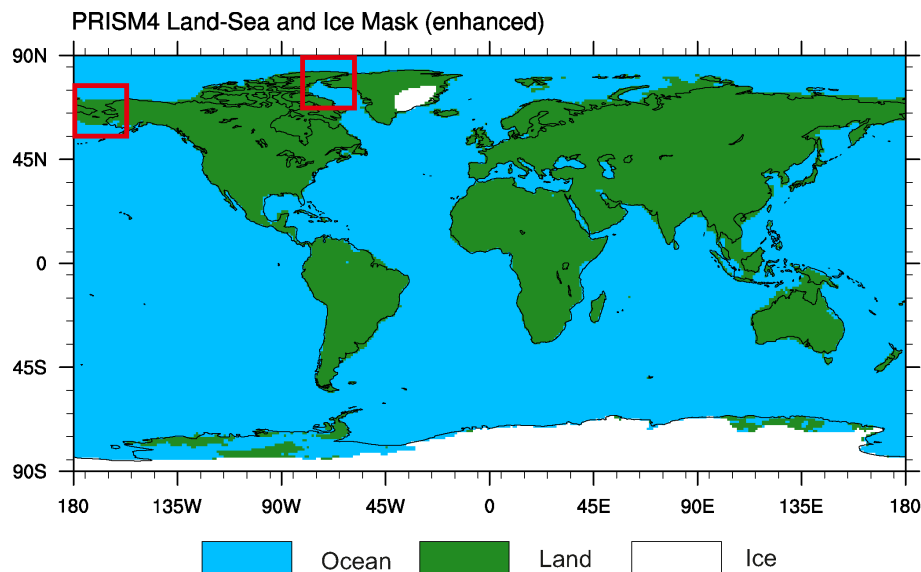 PRISM4 Land-Sea and Ice Mask (enhanced)
90N
45N
0
45S
90S
180 135W 90W 45W 0 45E 90E 135E 180
Ocean Land Ice